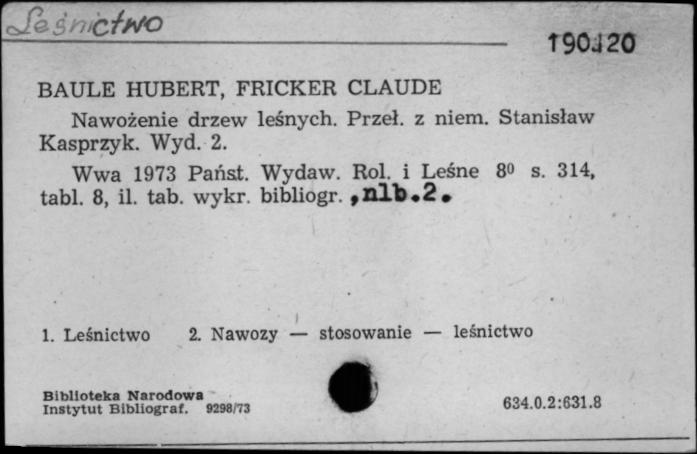 Leśnictwo
190120
BAULE HUBERT, FRICKER CLAUDE
Nawożenie drzew leśnych. Przeł. z niem. Stanisław
Kasprzyk. Wyd. 2.
Wwa 1973 Państ. Wydaw. Rol. i Leśne 8⁰ s. 314,
tabl. 8, il. tab. wykr. bibliogr. ,nlb.2.
1. Leśnictwo 2. Nawozy — stosowanie — leśnictwo
Biblioteka Narodowa
Instytut Bibliograf. 9298/73
634.0.2:631.8